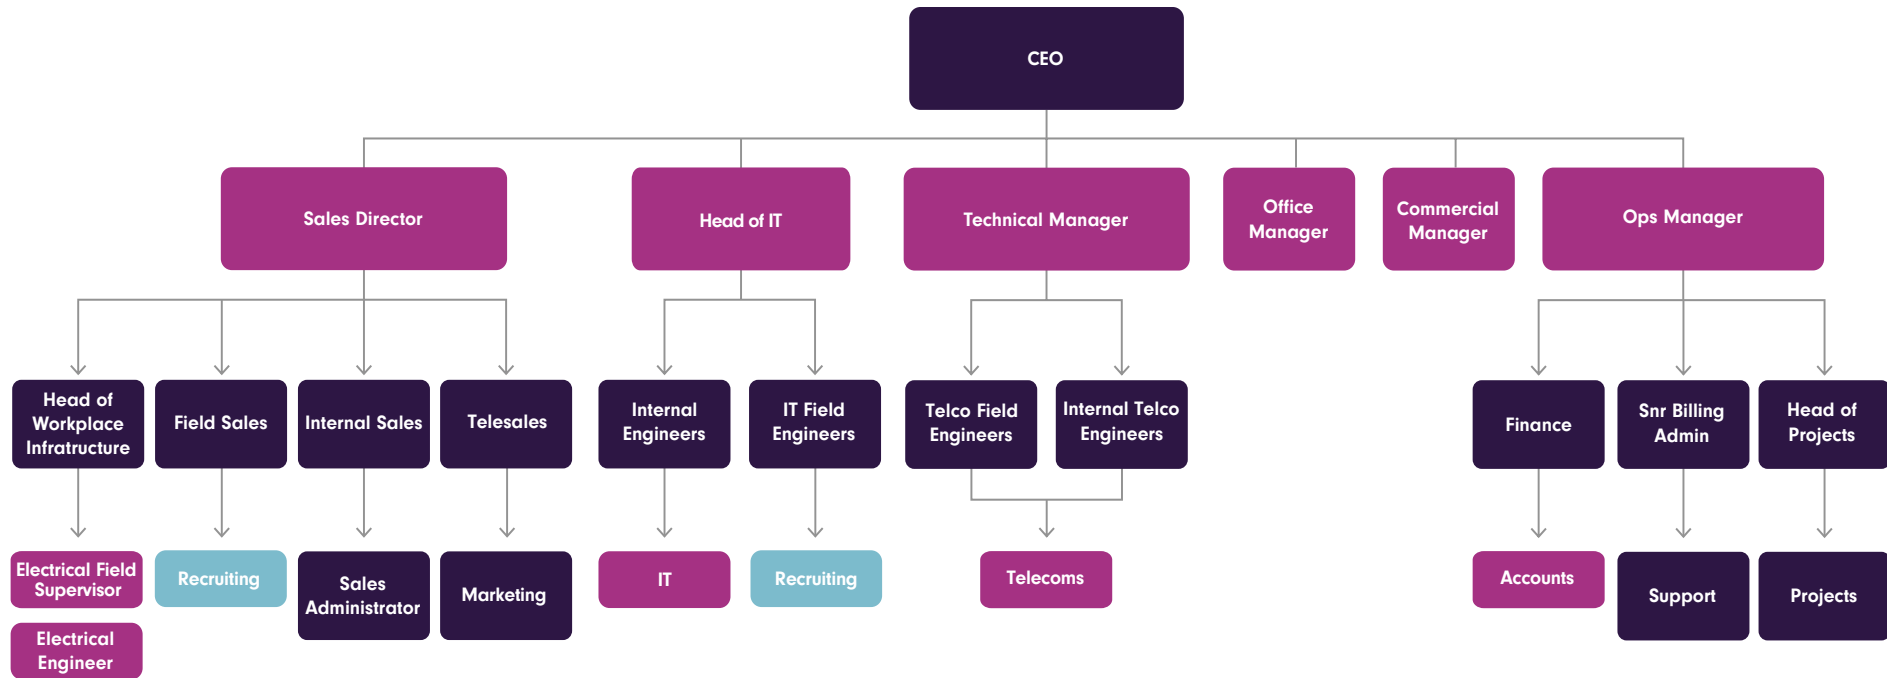 CEO
Sales Director
Head of IT
Technical Manager
Office
Manager
Commercial
Manager
Ops Manager
Head of
Workplace
Infratructure
Field Sales
Internal Sales
Telesales
Internal
Engineers
IT Field
Engineers
Telco Field
Engineers
Internal Telco
Engineers
Finance
Snr Billing
Admin
Head of
Projects
Electrical Field
Supervisor
Recruiting
Sales
Administrator
Marketing
IT
Recruiting
Telecoms
Accounts
Support
Projects
Electrical
Engineer